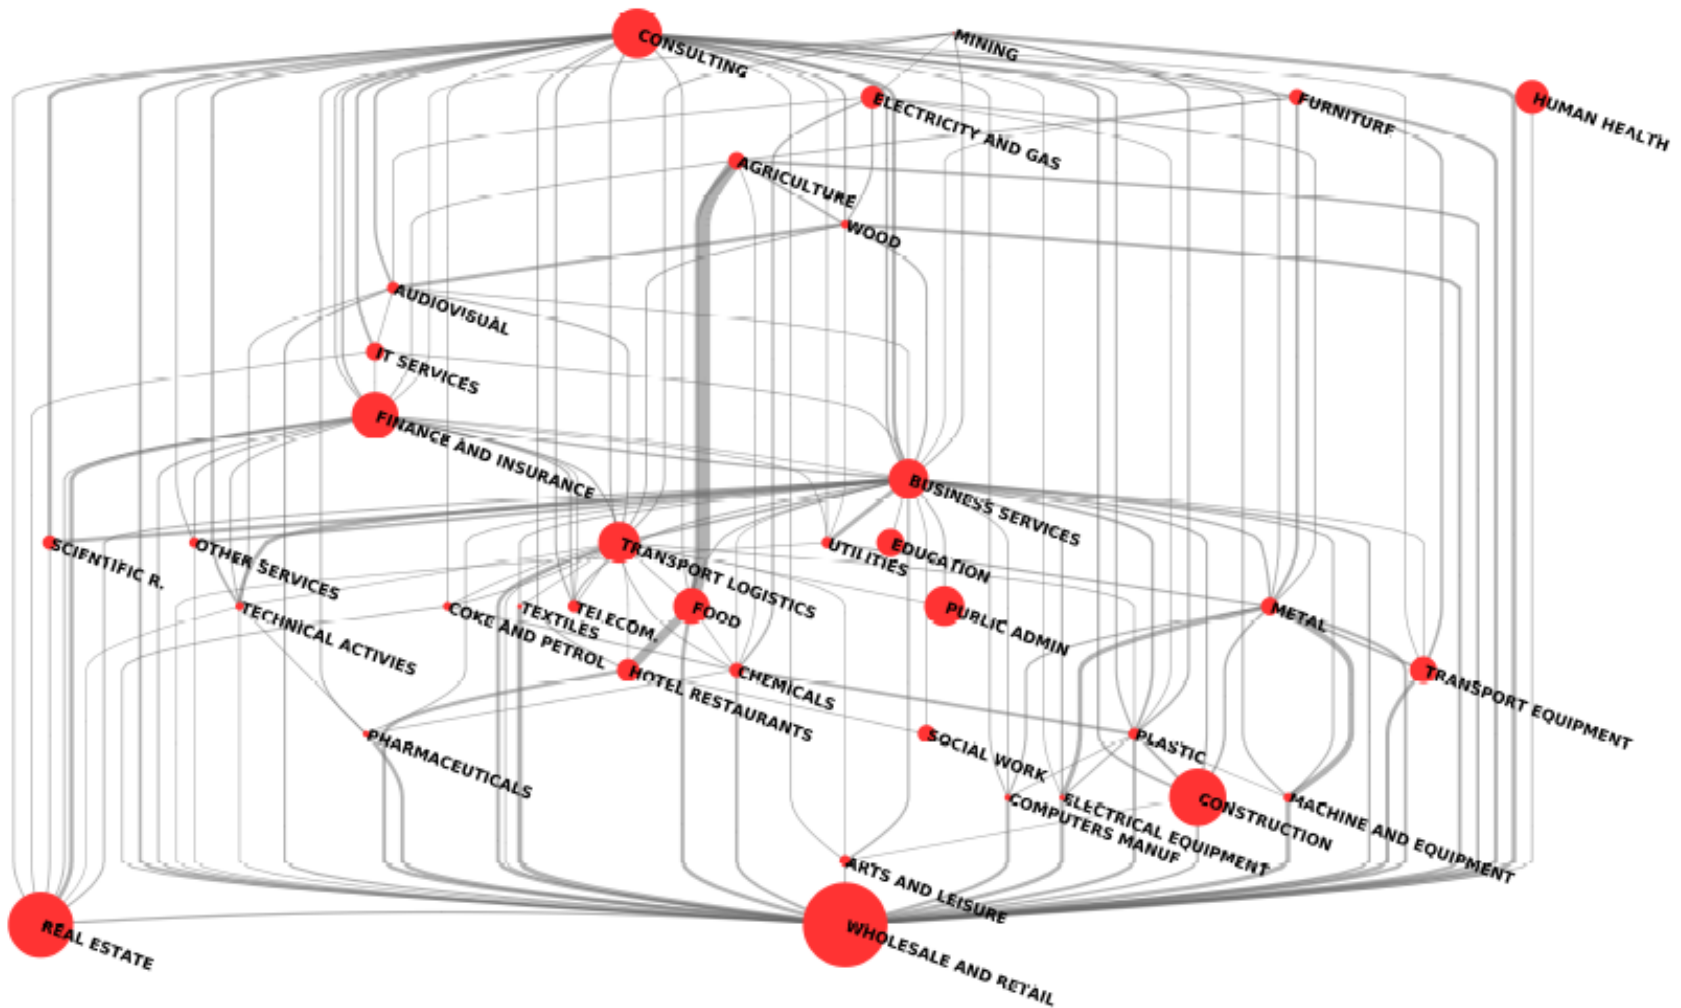 CONSULTING
MINING
ELECTRICITY AND GAS
FURNITURE
HUMAN HEALTH
AGRICULTURE
WOOD
AUDIOVISUAL
IT SERVICES
FINANCE AND INSURANCE
BUSINESS SERVICES
SCIENTIFIC R.
OTHER SERVICES
TRANSPORT LOGISTICS
UTILITIES
EDUCATION
TECHNICAL ACTIVIES
COKE AND PETROL
TEXTILES
TELECOM.
FOOD
PUBLIC ADMIN
METAL
HOTEL RESTAURANTS
CHEMICALS
TRANSPORT EQUIPMENT
PHARMACEUTICALS
SOCIAL WORK
PLASTIC
COMPUTERS MANUF
ELECTRICAL EQUIPMENT
CONSTRUCTION
MACHINE AND EQUIPMENT
ARTS AND LEISURE
REAL ESTATE
WHOLESALE AND RETAIL